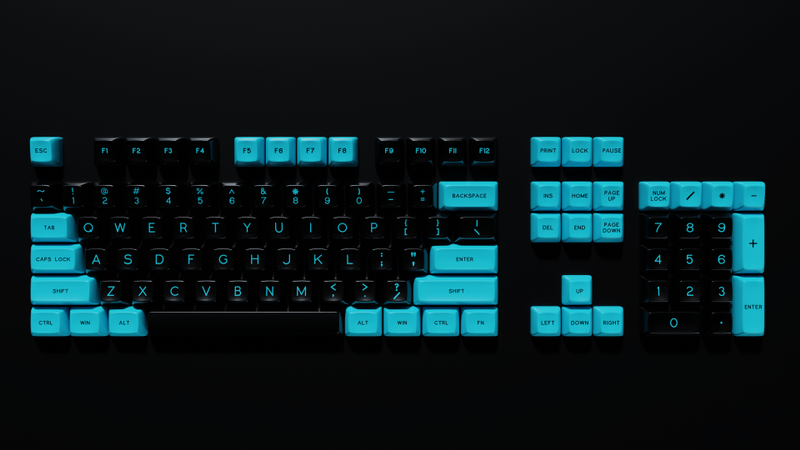 ESC F1 F2 F3 F4 F5 F6 F7 F8 F9 F10 F11 F12 PRINT LOCK PAUSE
~ ! @ # $ % ^ & * ( ) — +
` 1 2 3 4 5 6 7 8 9 0 - = BACKSPACE INS HOME PAGE UP NUM LOCK / * −
TAB Q W E R T Y U I O P { [ } ] | \ DEL END PAGE DOWN 7 8 9 +
CAPS LOCK A S D F G H J K L : ; " ' ENTER 4 5 6
SHIFT Z X C V B N M < , > . ? / SHIFT UP 1 2 3 ENTER
CTRL WIN ALT ALT WIN CTRL FN LEFT DOWN RIGHT 0 .